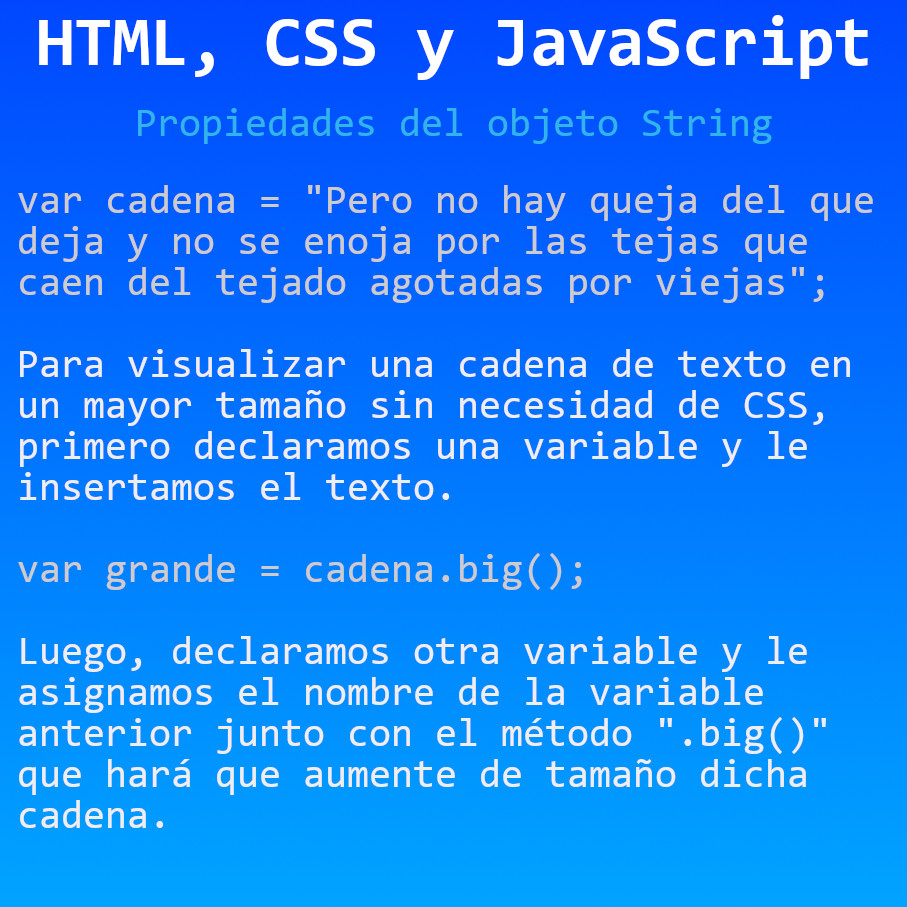 HTML, CSS y JavaScript
Propiedades del objeto String
var cadena = "Pero no hay queja del que
deja y no se enoja por las tejas que
caen del tejado agotadas por viejas";
Para visualizar una cadena de texto en
un mayor tamaño sin necesidad de CSS,
primero declaramos una variable y le
insertamos el texto.
var grande = cadena.big();
Luego, declaramos otra variable y le
asignamos el nombre de la variable
anterior junto con el método ".big()"
que hará que aumente de tamaño dicha
cadena.